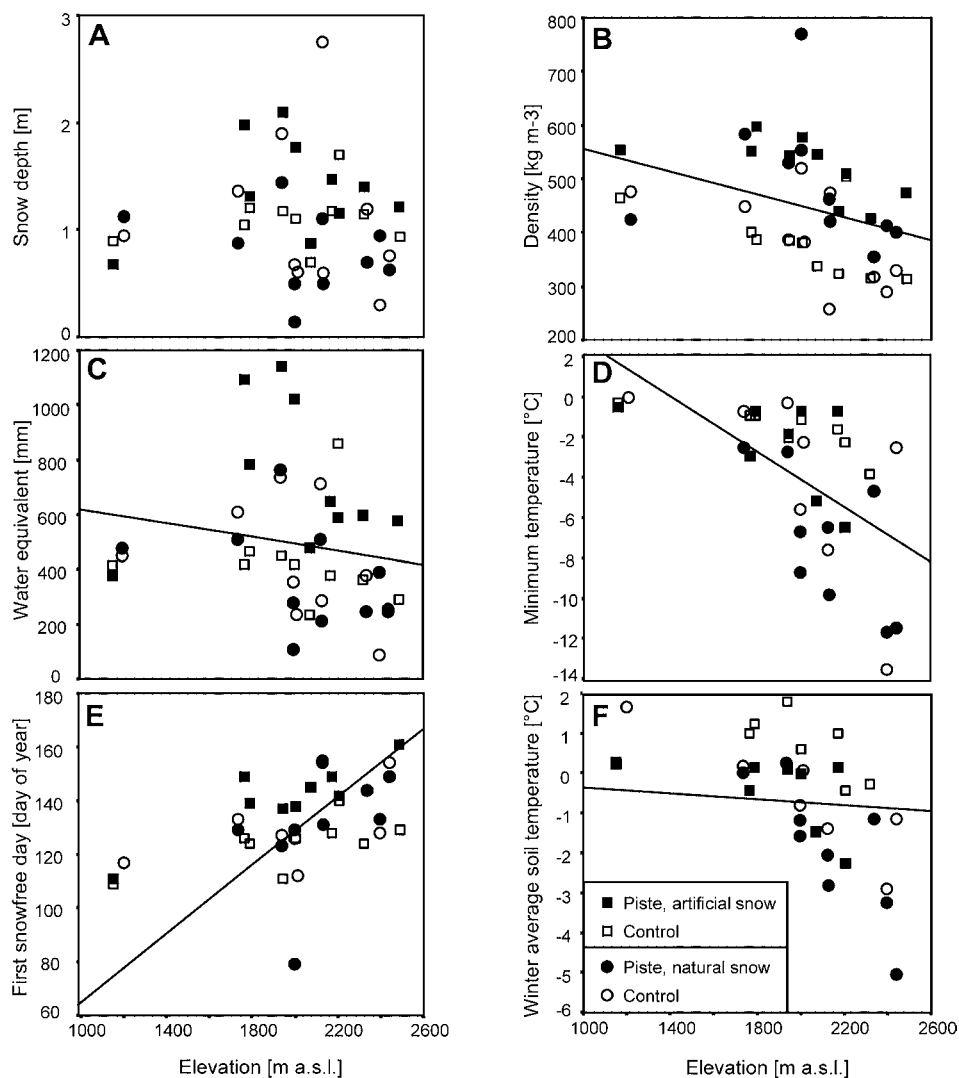 A
Snow depth [m]
3
2
1
0
B
Density [kg m-3]
800
700
600
500
400
300
200
C
Water equivalent [mm]
1200
1000
800
600
400
200
0
D
Minimum temperature [°C]
2
0
-2
-4
-6
-8
-10
-12
-14
E
First snowfree day [day of year]
180
160
140
120
100
80
60
1000 1400 1800 2200 2600
Elevation [m a.s.l.]
F
Winter average soil temperature [°C]
2
1
0
-1
-2
-3
-4
-5
-6
Piste, artificial snow
Control
Piste, natural snow
Control
1000 1400 1800 2200 2600
Elevation [m a.s.l.]